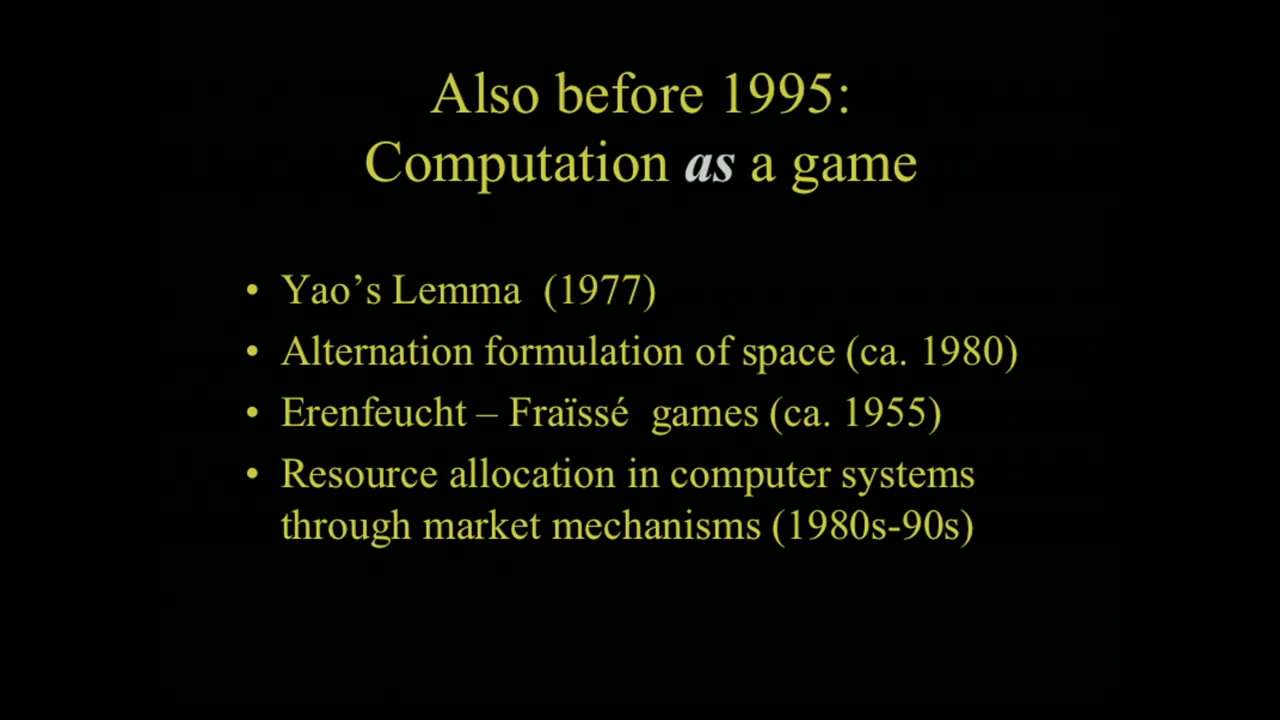 Also before 1995:
Computation as a game
• Yao’s Lemma (1977)
• Alternation formulation of space (ca. 1980)
• Erenfeucht – Fraïssé games (ca. 1955)
• Resource allocation in computer systems
through market mechanisms (1980s-90s)